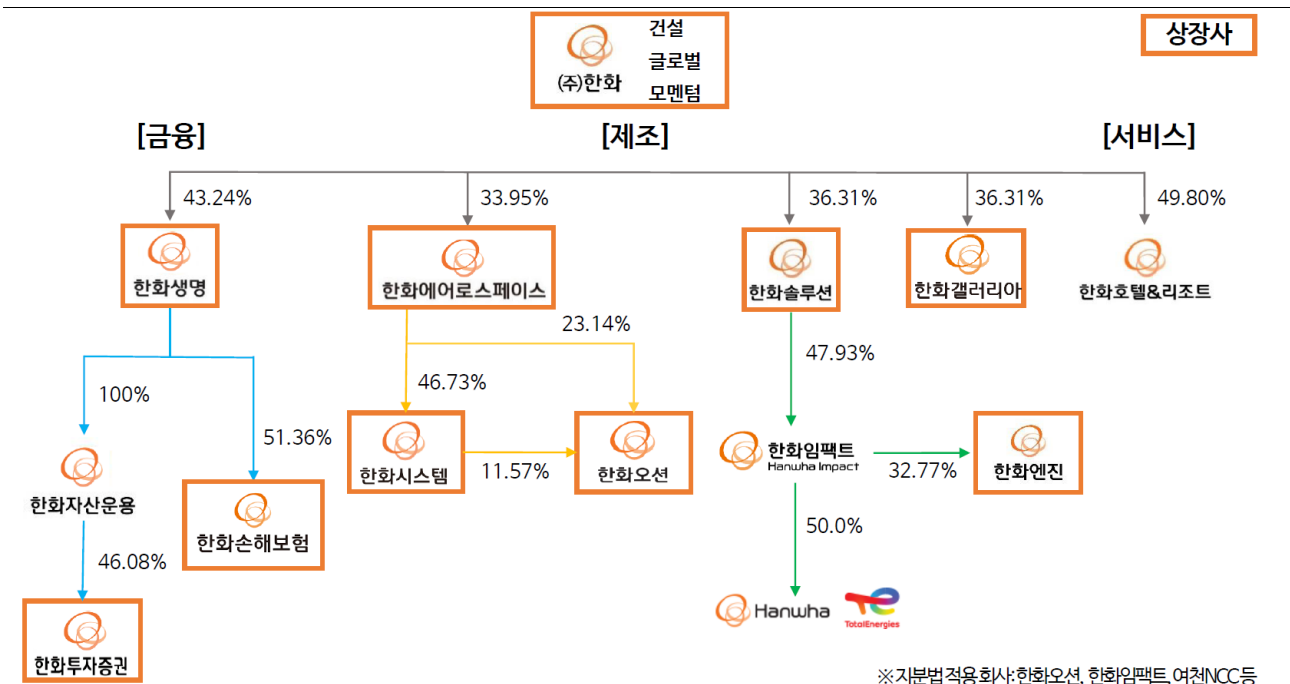 건설
글로벌
모멘텀
(주)한화
상장사
[금융]
[제조]
[서비스]
43.24%
33.95%
36.31%
36.31%
49.80%
한화생명
한화에어로스페이스
한화솔루션
한화갤러리아
한화호텔&리조트
23.14%
47.93%
100%
46.73%
51.36%
한화시스템
11.57%
한화오션
한화임팩트
Hanwha Impact
32.77%
한화엔진
한화자산운용
한화손해보험
50.0%
46.08%
Hanwha
TotalEnergies
한화투자증권
※ 지분법 적용 회사: 한화오션, 한화임팩트, 여천NCC 등